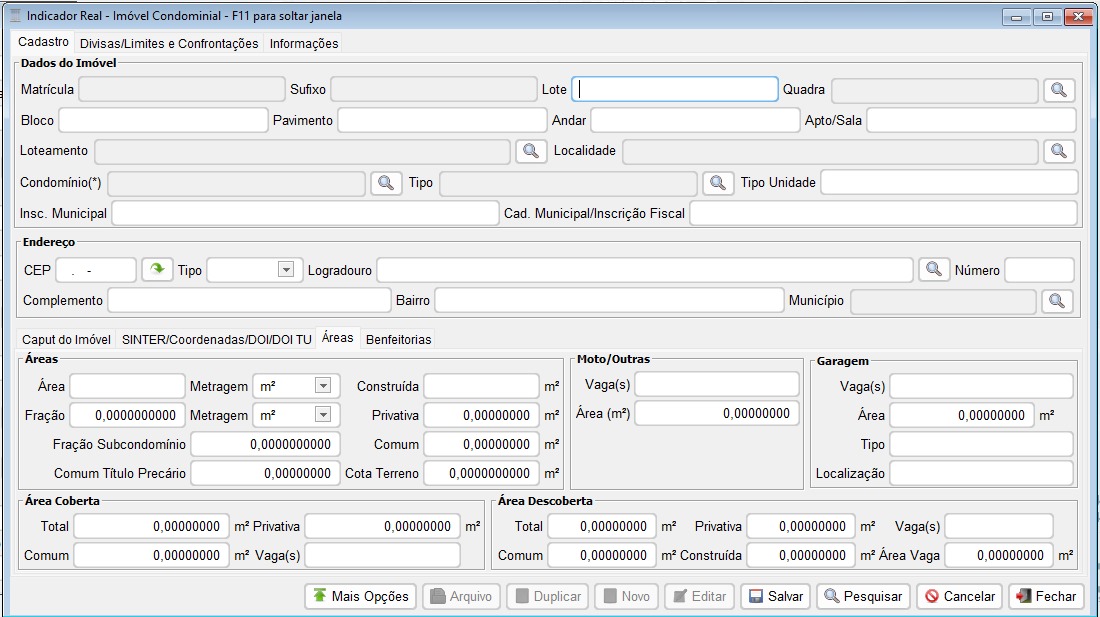 Indicador Real - Imóvel Condominial - F11 para soltar janela
Cadastro Divisas/Limites e Confrontações Informações
Dados do Imóvel
Matrícula Sufixo Lote Quadra
Bloco Pavimento Andar Apto/Sala
Loteamento Localidade
Condomínio(*) Tipo Tipo Unidade
Insc. Municipal Cad. Municipal/Inscrição Fiscal
Endereço
CEP . - Tipo Logradouro Número
Complemento Bairro Município
Caput do Imóvel SINTER/Coordenadas/DOI/DOI TU Áreas Benfeitorias
Áreas
Área Metragem m² Construída m²
Fração 0,0000000000 Metragem m² Privativa 0,00000000 m²
Fração Subcondomínio 0,0000000000 Comum 0,00000000 m²
Comum Título Precário 0,00000000 Cota Terreno 0,0000000000 m²
Moto/Outras
Vaga(s)
Área (m²) 0,00000000
Garagem
Vaga(s)
Área 0,00000000 m²
Tipo
Localização
Área Coberta
Total 0,00000000 m² Privativa 0,00000000 m²
Comum 0,00000000 m² Vaga(s)
Área Descoberta
Total 0,00000000 m² Privativa 0,00000000 m² Vaga(s)
Comum 0,00000000 m² Construída 0,00000000 m² Área Vaga 0,00000000 m²
Mais Opções Arquivo Duplicar Novo Editar Salvar Pesquisar Cancelar Fechar